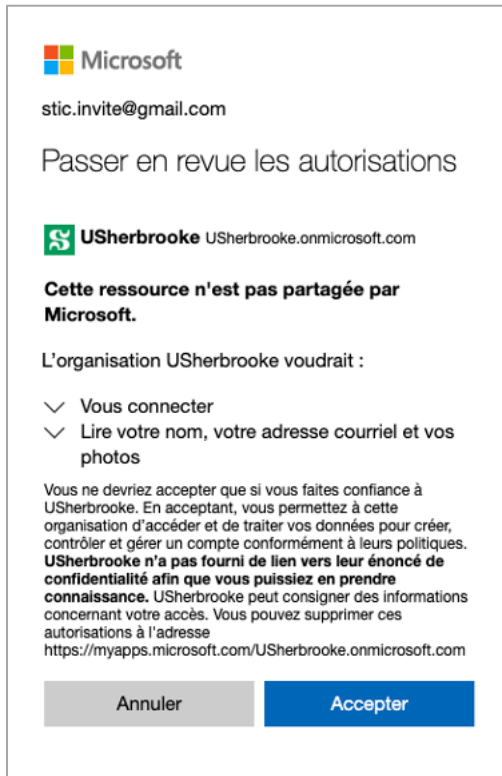 Microsoft
stic.invite@gmail.com
Passer en revue les autorisations
USherbrooke USherbrooke.onmicrosoft.com
Cette ressource n'est pas partagée par
Microsoft.
L'organisation USherbrooke voudrait :
Vous connecter
Lire votre nom, votre adresse courriel et vos
photos
Vous ne devriez accepter que si vous faites confiance à
USherbrooke. En acceptant, vous permettez à cette
organisation d'accéder et de traiter vos données pour créer,
contrôler et gérer un compte conformément à leurs politiques.
USherbrooke n'a pas fourni de lien vers leur énoncé de
confidentialité afin que vous puissiez en prendre
connaissance. USherbrooke peut consigner des informations
concernant votre accès. Vous pouvez supprimer ces
autorisations à l'adresse
https://myapps.microsoft.com/USherbrooke.onmicrosoft.com
Annuler
Accepter